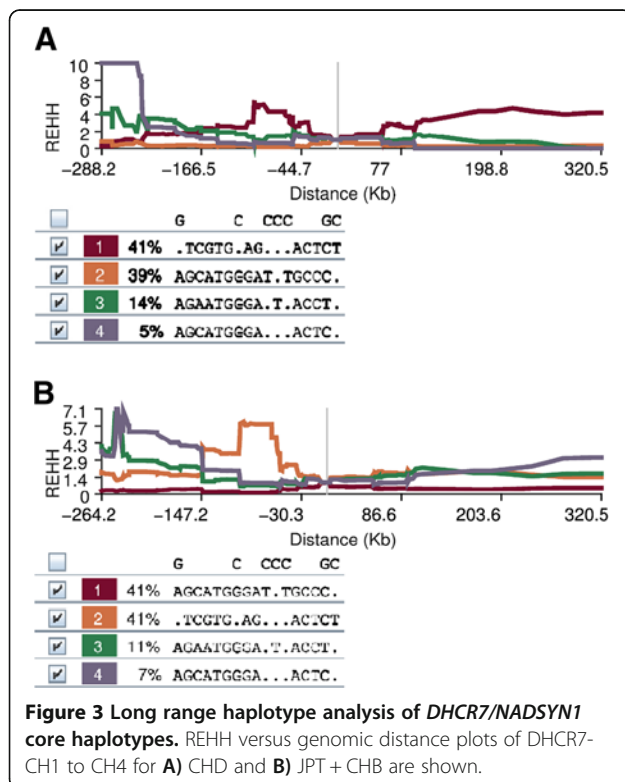 A
10
8
6
4
2
0
REHH
−288.2 −166.5 −44.7 77 198.8 320.5
Distance (Kb)
G C CCC GC
1 41% .TCGTG.AG...ACTCT
2 39% AGCATGGGAT.TGCCC.
3 14% AGAATGGGA.T.ACCT.
4 5% AGCATGGGA...ACTC.
B
7.1
5.7
4.3
2.9
1.4
0
REHH
−264.2 −147.2 −30.3 86.6 203.6 320.5
Distance (Kb)
G C CCC GC
1 41% AGCATGGGAT.TGCCC.
2 41% .TCGTG.AG...ACTCT
3 11% AGAATGGGA.T.ACCT.
4 7% AGCATGGGA...ACTC.
Figure 3 Long range haplotype analysis of DHCR7/NADSYN1
core haplotypes. REHH versus genomic distance plots of DHCR7-
CH1 to CH4 for A) CHD and B) JPT + CHB are shown.